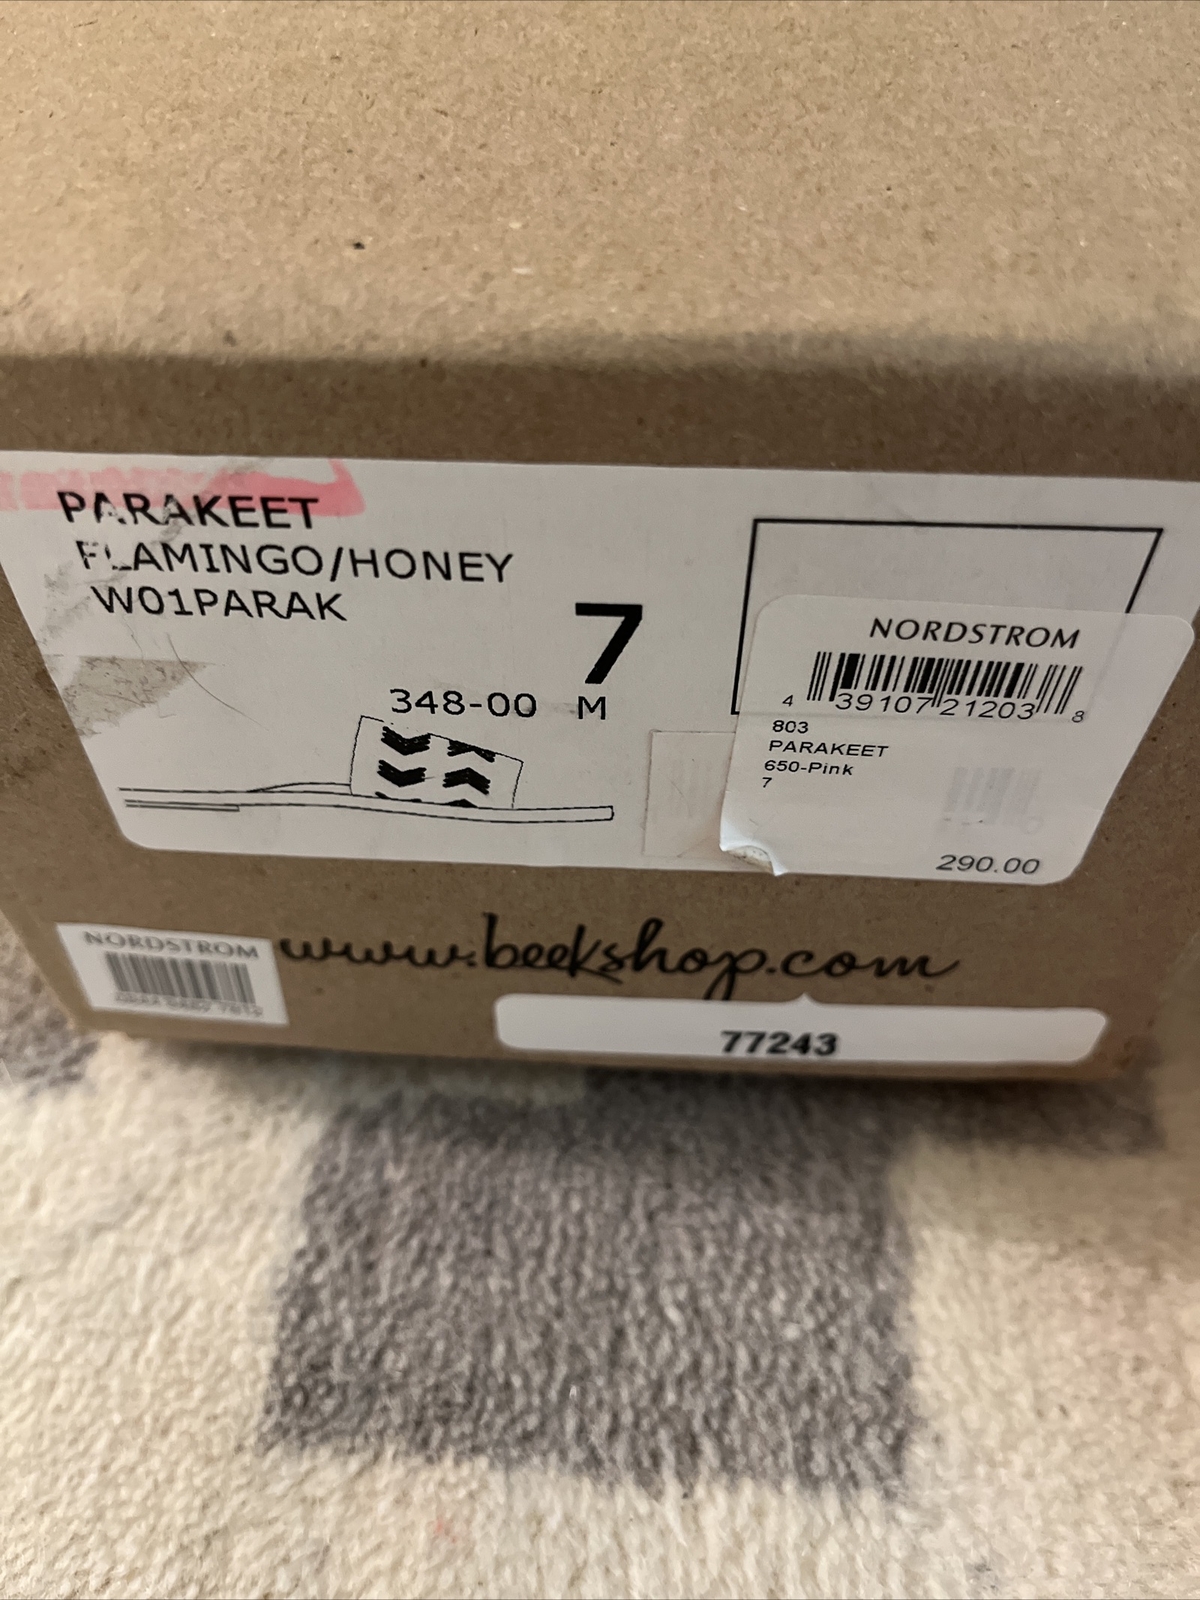 PARAKEET
FLAMINGO/HONEY
W01PARAK
7
348-00 M
NORDSTROM
4 39107 21203 8
803
PARAKEET
650-Pink
7
290.00
www.beekshop.com
NORDSTROM
77243